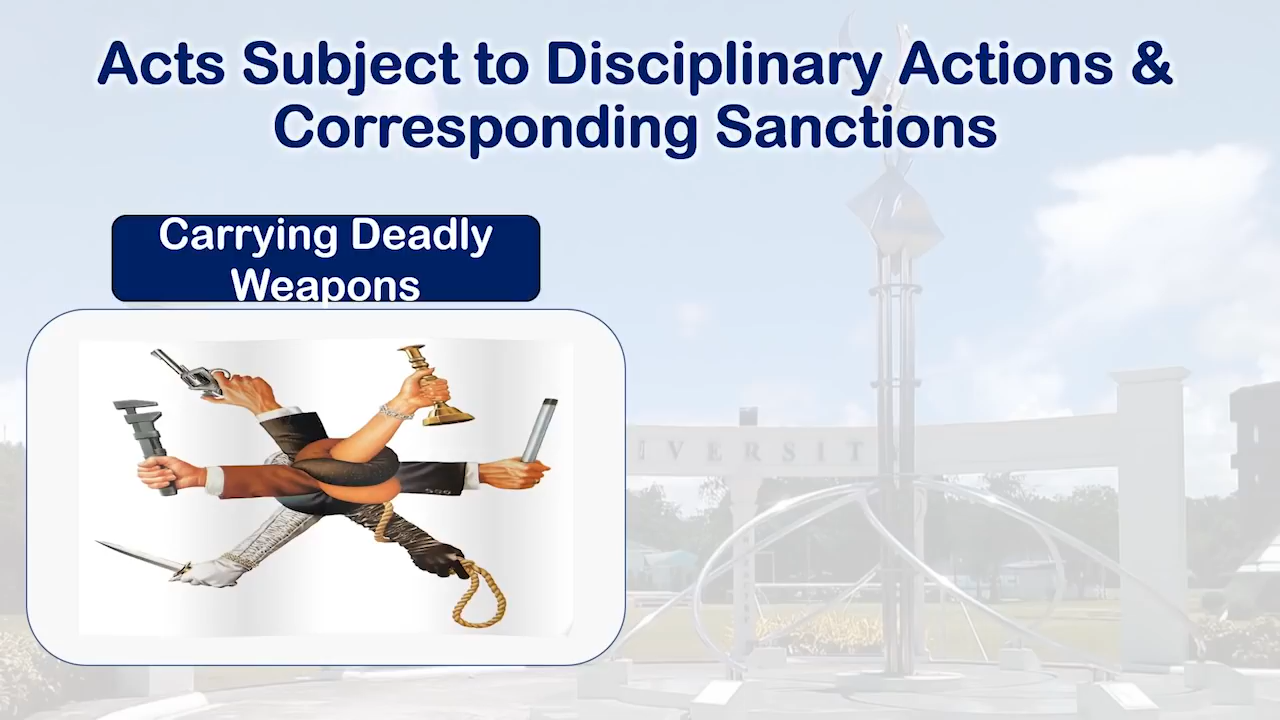 Acts Subject to Disciplinary Actions &
Corresponding Sanctions
Carrying Deadly
Weapons